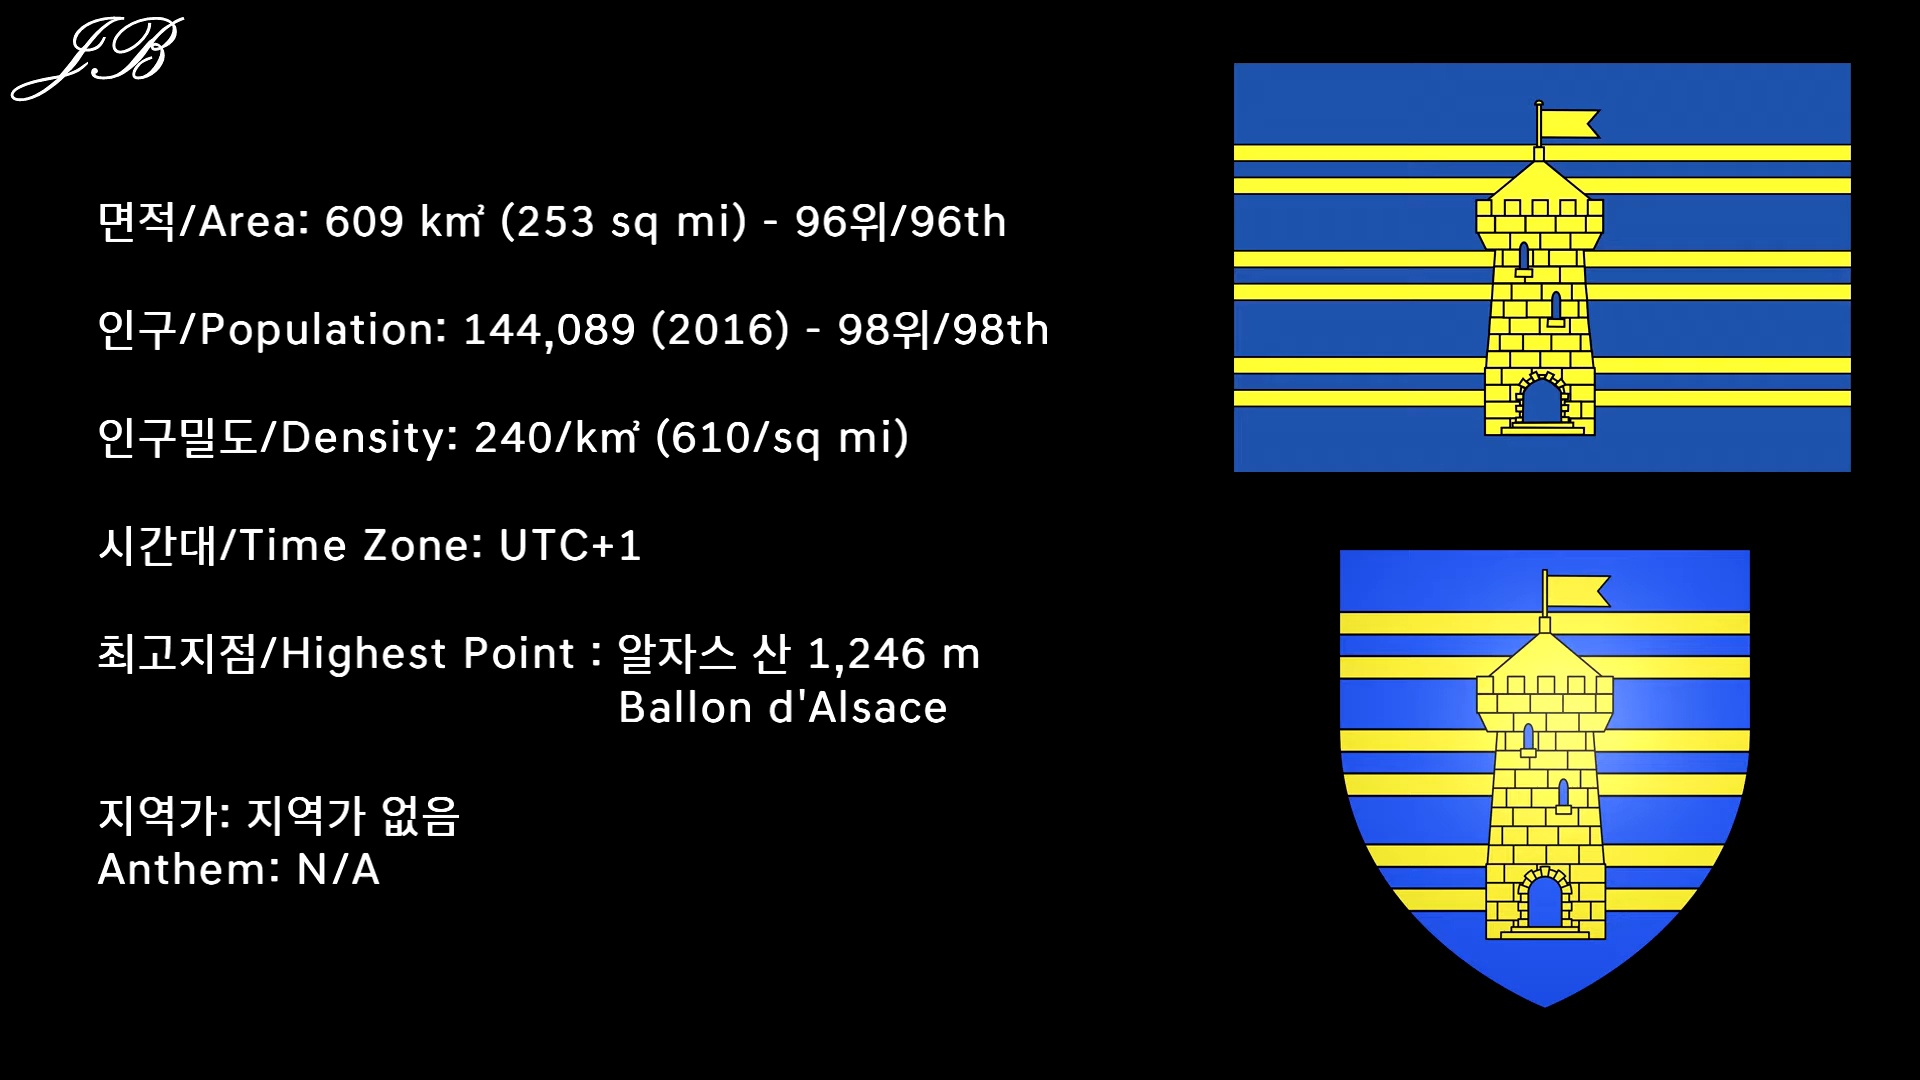 JB
면적/Area: 609 km² (253 sq mi) - 96위/96th
인구/Population: 144,089 (2016) - 98위/98th
인구밀도/Density: 240/km² (610/sq mi)
시간대/Time Zone: UTC+1
최고지점/Highest Point : 알자스 산 1,246 m
Ballon d'Alsace
지역가: 지역가 없음
Anthem: N/A